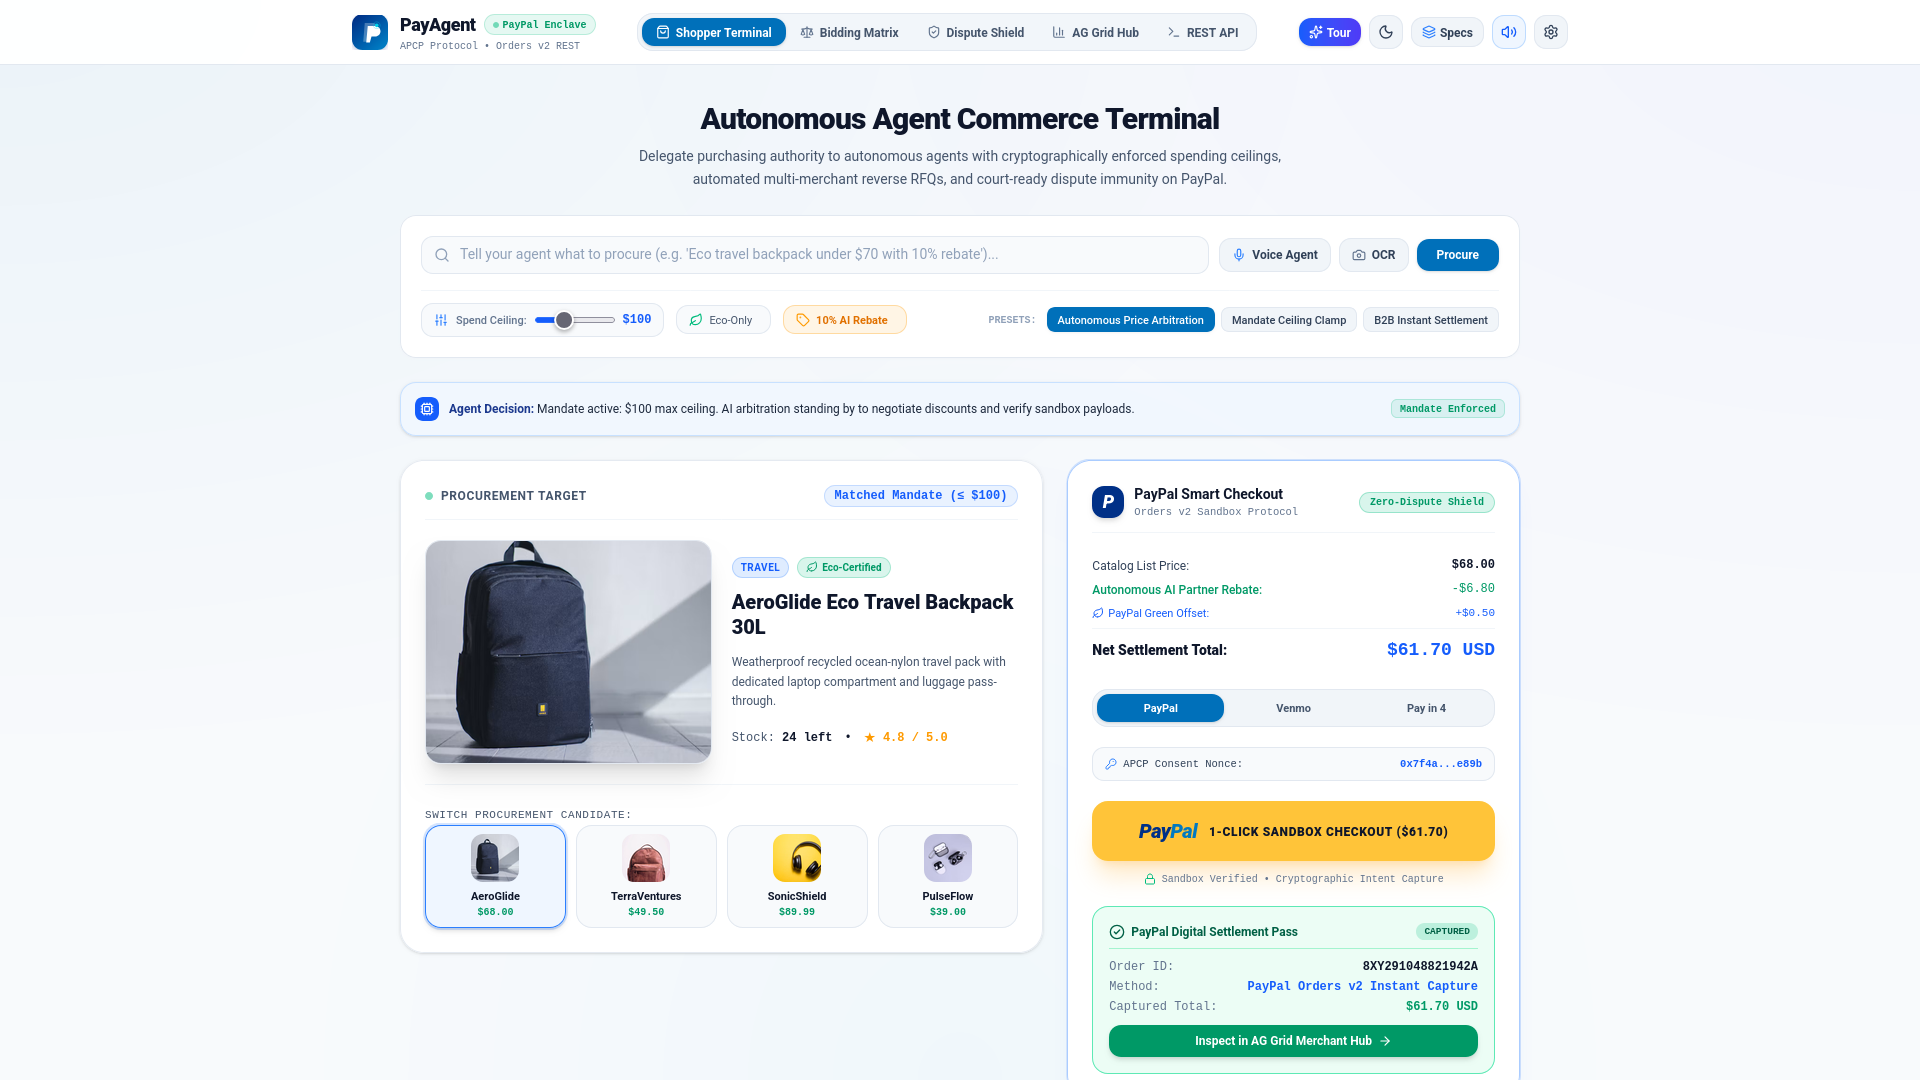 PayAgent
PayPal Enclave
APCP Protocol • Orders v2 REST
Shopper Terminal
Bidding Matrix
Dispute Shield
AG Grid Hub
REST API
Tour
Specs
Autonomous Agent Commerce Terminal
Delegate purchasing authority to autonomous agents with cryptographically enforced spending ceilings,
automated multi-merchant reverse RFQs, and court-ready dispute immunity on PayPal.
Tell your agent what to procure (e.g. 'Eco travel backpack under $70 with 10% rebate')...
Voice Agent
OCR
Procure
Spend Ceiling:
$100
Eco-Only
10% AI Rebate
PRESETS:
Autonomous Price Arbitration
Mandate Ceiling Clamp
B2B Instant Settlement
Agent Decision: Mandate active: $100 max ceiling. AI arbitration standing by to negotiate discounts and verify sandbox payloads.
Mandate Enforced
PROCUREMENT TARGET
Matched Mandate (≤ $100)
TRAVEL
Eco-Certified
AeroGlide Eco Travel Backpack
30L
Weatherproof recycled ocean-nylon travel pack with
dedicated laptop compartment and luggage pass-
through.
Stock: 24 left • ★ 4.8 / 5.0
SWITCH PROCUREMENT CANDIDATE:
AeroGlide
$68.00
TerraVentures
$49.50
SonicShield
$89.99
PulseFlow
$39.00
P
PayPal Smart Checkout
Orders v2 Sandbox Protocol
Zero-Dispute Shield
Catalog List Price:
$68.00
Autonomous AI Partner Rebate:
-$6.80
PayPal Green Offset:
+$0.50
Net Settlement Total:
$61.70 USD
PayPal
Venmo
Pay in 4
APCP Consent Nonce:
0x7f4a...e89b
PayPal 1-CLICK SANDBOX CHECKOUT ($61.70)
Sandbox Verified • Cryptographic Intent Capture
PayPal Digital Settlement Pass
CAPTURED
Order ID:
8XY291048821942A
Method:
PayPal Orders v2 Instant Capture
Captured Total:
$61.70 USD
Inspect in AG Grid Merchant Hub →